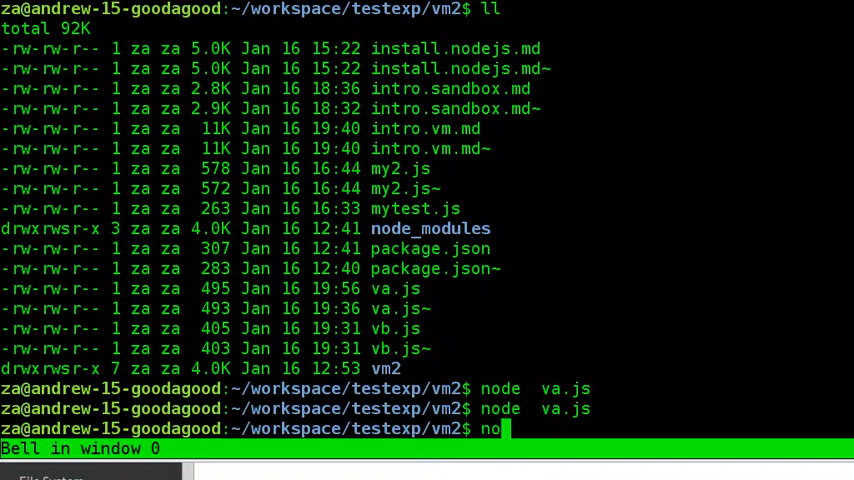 za@andrew-15-goodagood:~/workspace/testexp/vm2$ ll
total 92K
-rw-rw-r-- 1 za za 5.0K Jan 16 15:22 install.nodejs.md
-rw-rw-r-- 1 za za 5.0K Jan 16 15:22 install.nodejs.md~
-rw-rw-r-- 1 za za 2.8K Jan 16 18:36 intro.sandbox.md
-rw-rw-r-- 1 za za 2.9K Jan 16 18:32 intro.sandbox.md~
-rw-rw-r-- 1 za za  11K Jan 16 19:40 intro.vm.md
-rw-rw-r-- 1 za za  11K Jan 16 19:40 intro.vm.md~
-rw-rw-r-- 1 za za  578 Jan 16 16:44 my2.js
-rw-rw-r-- 1 za za  572 Jan 16 16:44 my2.js~
-rw-rw-r-- 1 za za  263 Jan 16 16:33 mytest.js
drwxrwsr-x 3 za za 4.0K Jan 16 12:41 node_modules
-rw-rw-r-- 1 za za  307 Jan 16 12:41 package.json
-rw-rw-r-- 1 za za  283 Jan 16 12:40 package.json~
-rw-rw-r-- 1 za za  495 Jan 16 19:56 va.js
-rw-rw-r-- 1 za za  493 Jan 16 19:36 va.js~
-rw-rw-r-- 1 za za  405 Jan 16 19:31 vb.js
-rw-rw-r-- 1 za za  403 Jan 16 19:31 vb.js~
drwxrwsr-x 7 za za 4.0K Jan 16 12:53 vm2
za@andrew-15-goodagood:~/workspace/testexp/vm2$ node  va.js
za@andrew-15-goodagood:~/workspace/testexp/vm2$ node  va.js
za@andrew-15-goodagood:~/workspace/testexp/vm2$ no
Bell in window 0
File System